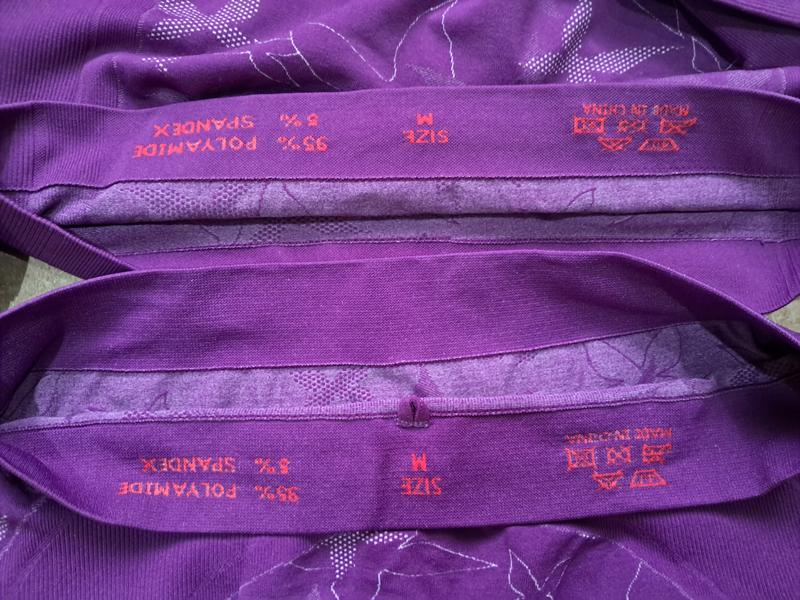 95% POLYAMIDE
5% SPANDEX
SIZE
M
MADE IN CHINA
95% POLYAMIDE
5% SPANDEX
SIZE
M
MADE IN CHINA